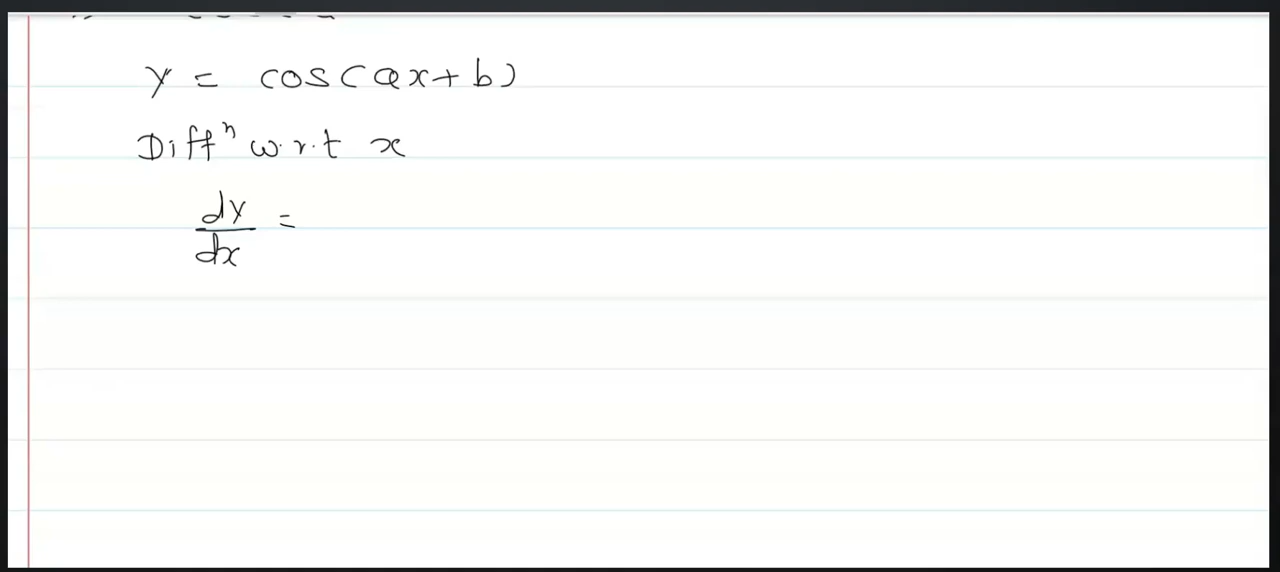 y = cos(ax+b)
Diffⁿ w.r.t x
dy/dx =